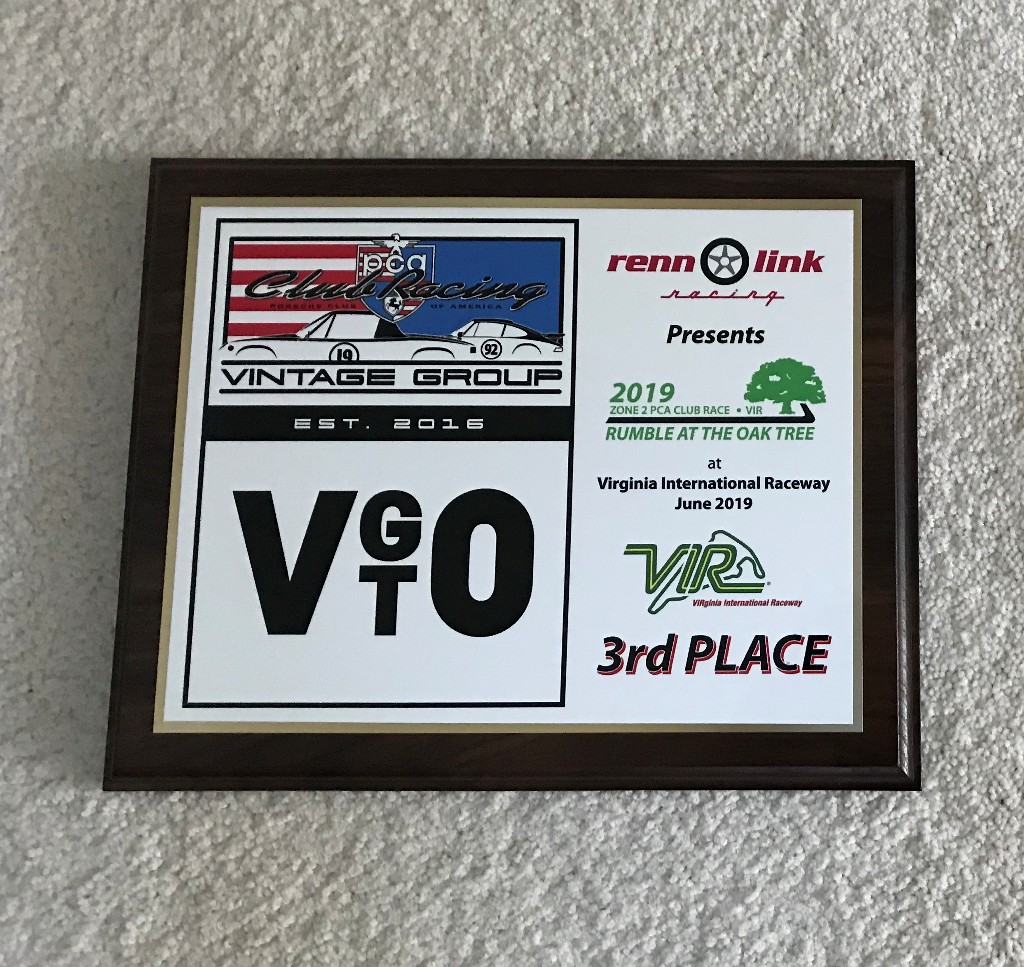 pca
Club Racing
PORSCHE CLUB OF AMERICA
19
92
VINTAGE GROUP
EST. 2016
VGTO
renn link
racing
Presents
2019
ZONE 2 PCA CLUB RACE • VIR
RUMBLE AT THE OAK TREE
at
Virginia International Raceway
June 2019
VIR
VIRginia International Raceway
3rd PLACE